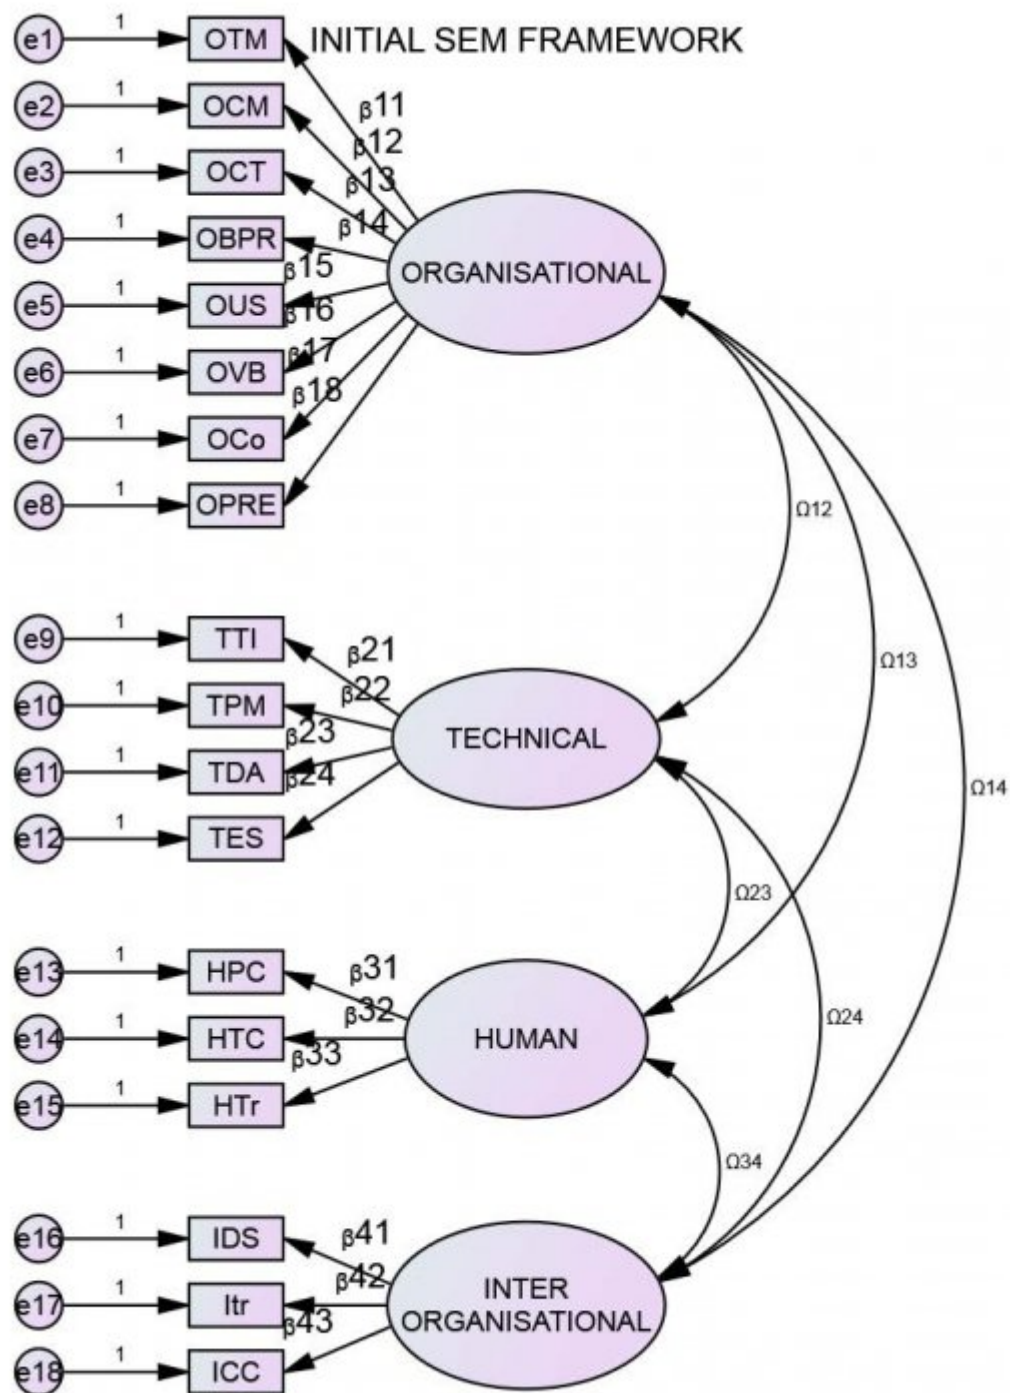 e1 1 OTM INITIAL SEM FRAMEWORK
β11
e2 1 OCM
β12
e3 1 OCT
β13
β14
e4 1 OBPR
β15
ORGANISATIONAL
e5 1 OUS
β16
e6 1 OVB
β17
β18
e7 1 OCo
e8 1 OPRE
Ω12
e9 1 TTI
β21
Ω13
β22
e10 1 TPM
β23
TECHNICAL
e11 1 TDA
β24
Ω14
e12 1 TES
Ω23
e13 1 HPC
β31
β32
Ω24
e14 1 HTC
HUMAN
β33
e15 1 HTr
Ω34
e16 1 IDS
β41
β42
INTER
e17 1 Itr
ORGANISATIONAL
β43
e18 1 ICC